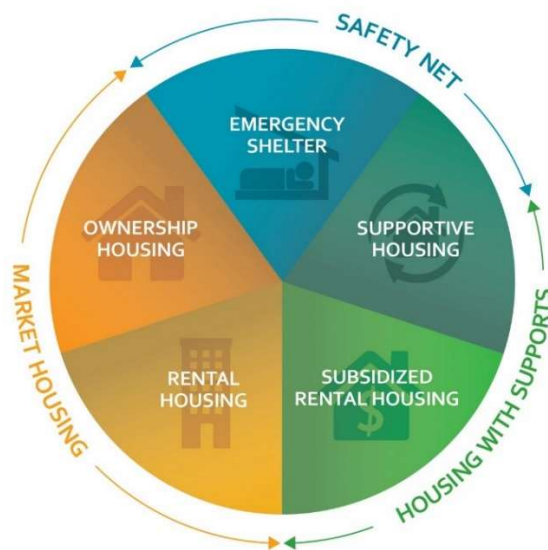 SAFETY NET
EMERGENCY
SHELTER
OWNERSHIP
HOUSING
SUPPORTIVE
HOUSING
RENTAL
HOUSING
SUBSIDIZED
RENTAL HOUSING
$
MARKET HOUSING
HOUSING WITH SUPPORTS